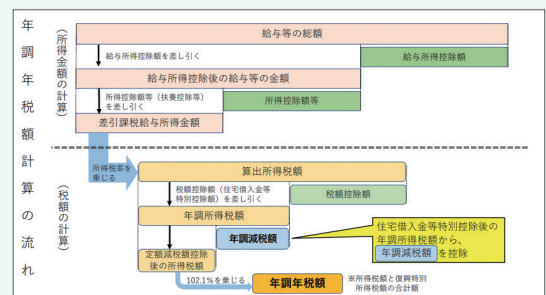 年調年税額計算の流れ
(所得金額の計算)
給与等の総額
給与所得控除額を差し引く
給与所得控除額
給与所得控除後の給与等の金額
所得控除額等(扶養控除等)
を差し引く
所得控除額等
差引課税給与所得金額
(税額の計算)
所得税率を
乗じる
算出所得税額
税額控除額(住宅借入金等
特別控除額)を差し引く
税額控除額
年調所得税額
年調減税額
住宅借入金等特別控除後の
年調所得税額から、
年調減税額 を控除
定額減税額控除
後の所得税額
102.1%を乗じる
年調年税額
※所得税額と復興特別
所得税額の合計額